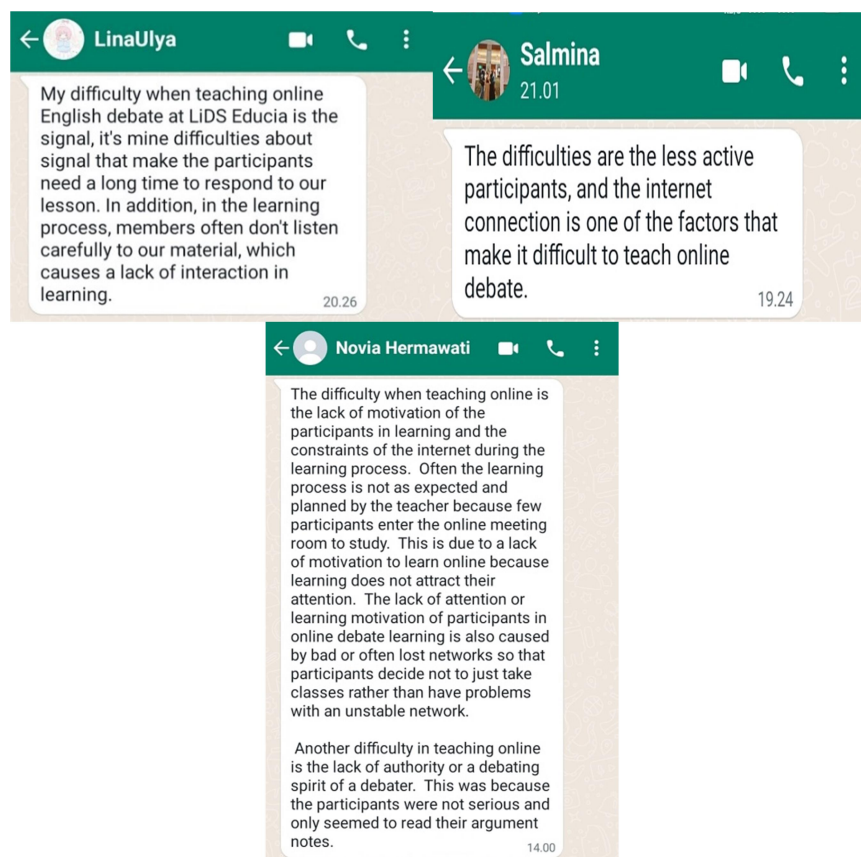 LinaUlya
My difficulty when teaching online
English debate at LiDS Educia is the
signal, it's mine difficulties about
signal that make the participants
need a long time to respond to our
lesson. In addition, in the learning
process, members often don't listen
carefully to our material, which
causes a lack of interaction in
learning.
20.26
Salmina
21.01
The difficulties are the less active
participants, and the internet
connection is one of the factors that
make it difficult to teach online
debate.
19.24
Novia Hermawati
The difficulty when teaching online is
the lack of motivation of the
participants in learning and the
constraints of the internet during the
learning process. Often the learning
process is not as expected and
planned by the teacher because few
participants enter the online meeting
room to study. This is due to a lack
of motivation to learn online because
learning does not attract their
attention. The lack of attention or
learning motivation of participants in
online debate learning is also caused
by bad or often lost networks so that
participants decide not to just take
classes rather than have problems
with an unstable network.
Another difficulty in teaching online
is the lack of authority or a debating
spirit of a debater. This was because
the participants were not serious and
only seemed to read their argument
notes.
14.00